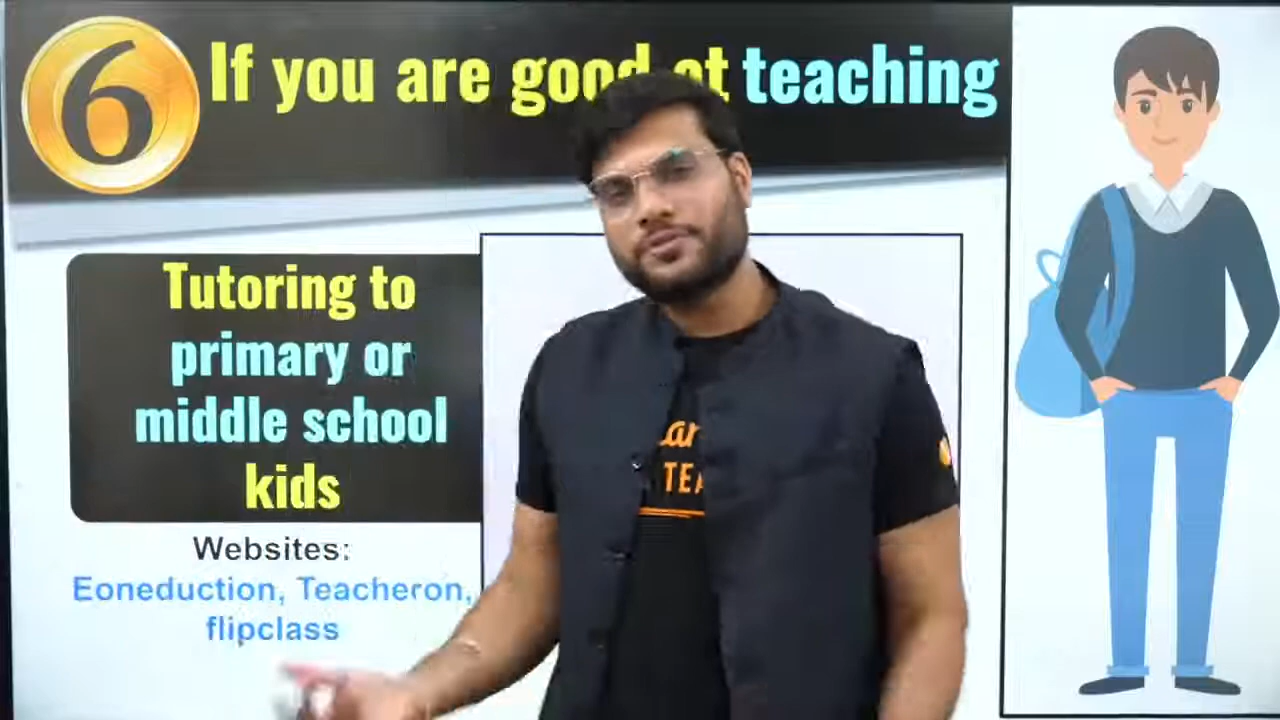 6
If you are good at teaching
Tutoring to
primary or
middle school
kids
Websites:
Eoneduction, Teacheron,
flipclass